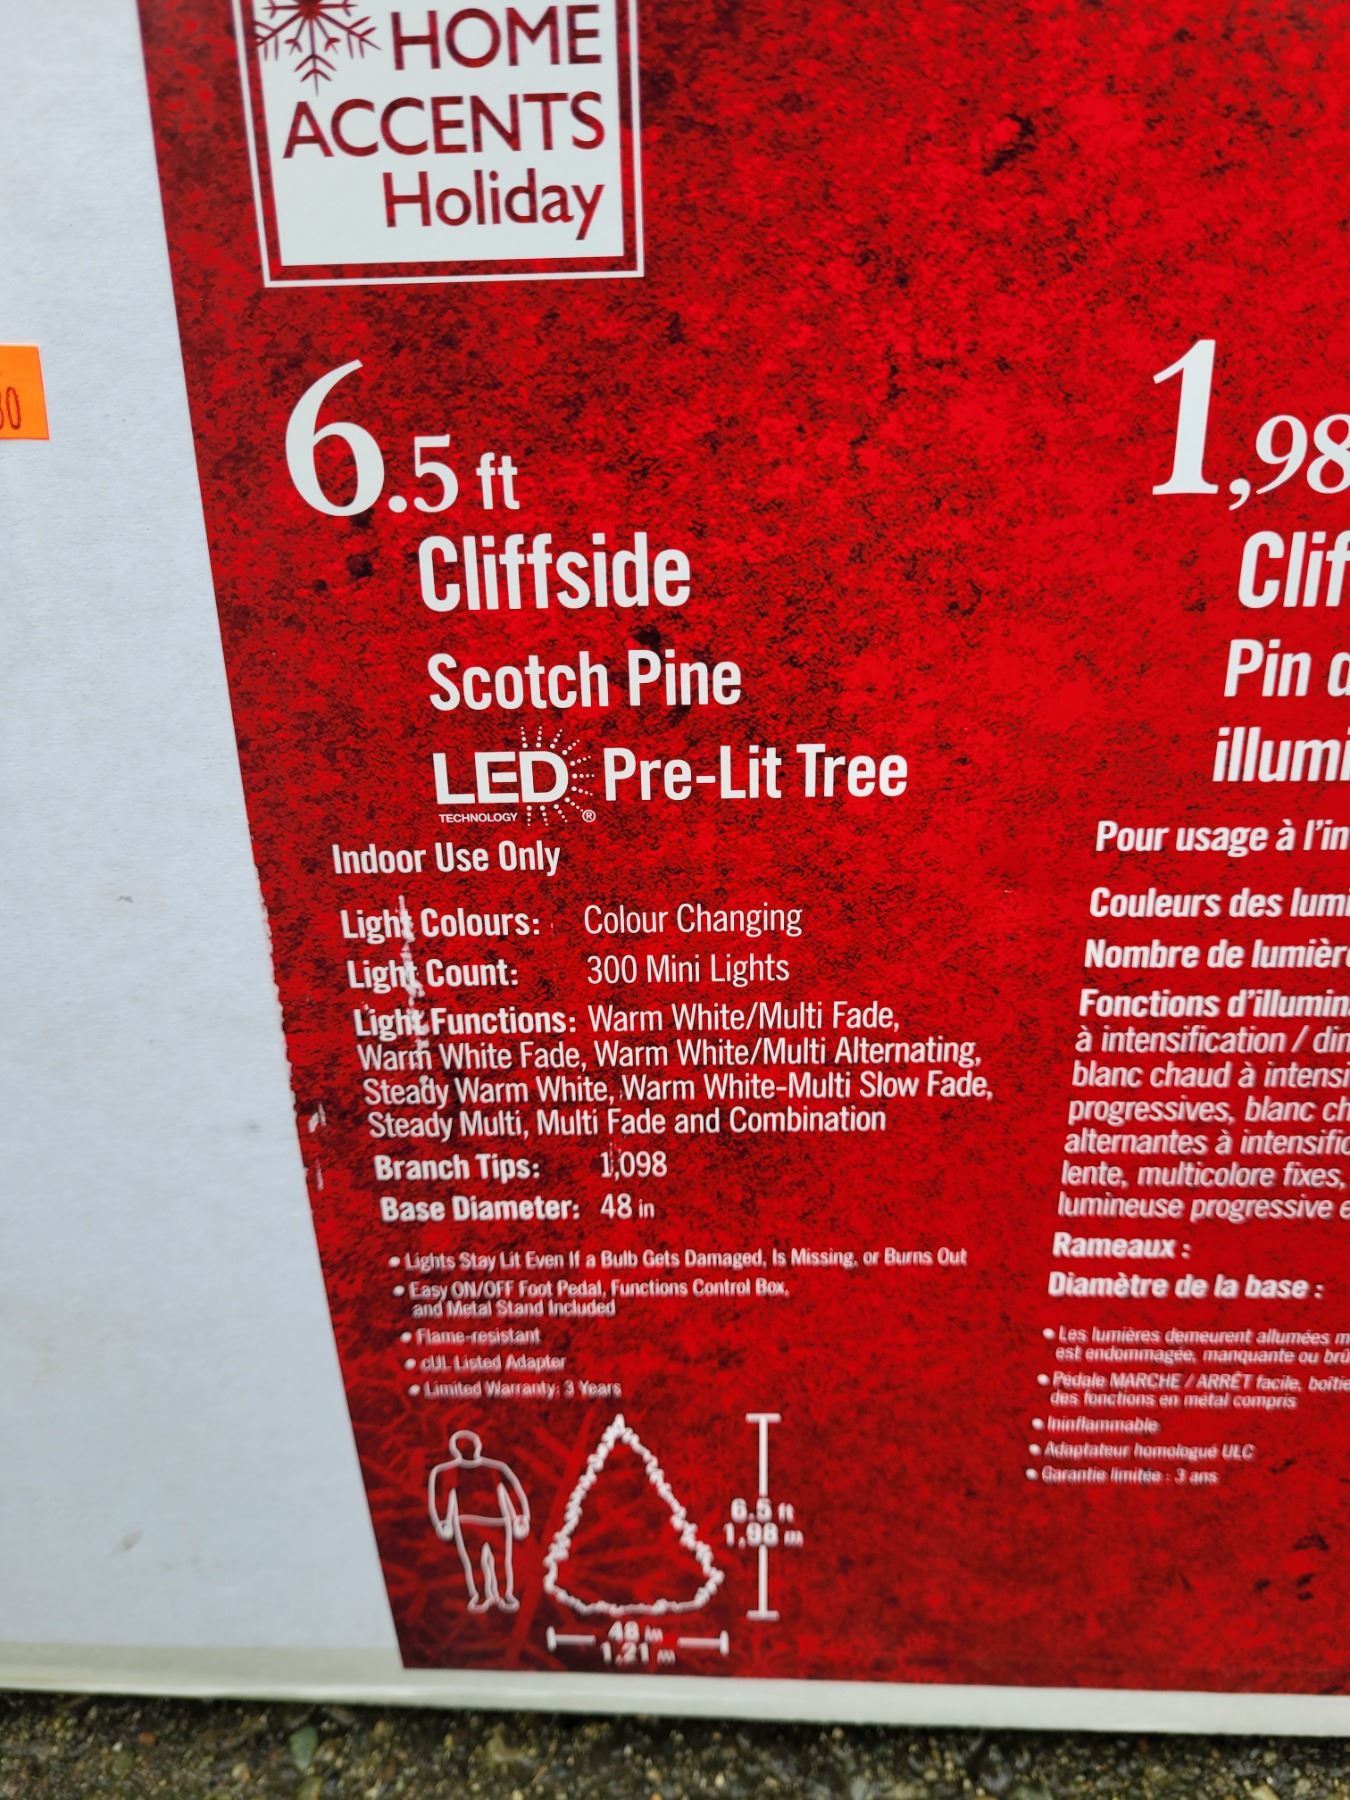 HOME
ACCENTS
Holiday
6.5 ft
Cliffside
Scotch Pine
LED Pre-Lit Tree
TECHNOLOGY ®
Indoor Use Only
Light Colours: Colour Changing
Light Count: 300 Mini Lights
Light Functions: Warm White/Multi Fade,
Warm White Fade, Warm White/Multi Alternating,
Steady Warm White, Warm White-Multi Slow Fade,
Steady Multi, Multi Fade and Combination
Branch Tips: 1,098
Base Diameter: 48 in
• Lights Stay Lit Even If a Bulb Gets Damaged, Is Missing, or Burns Out
• Easy ON/OFF Foot Pedal, Functions Control Box,
and Metal Stand Included
• Flame-resistant
• cUL Listed Adapter
• Limited Warranty: 3 Years
6.5 ft
1,98 m
48 in
1,21 m
1,98
Clif
Pin d
illumi
Pour usage à l'in
Couleurs des lumi
Nombre de lumièr
Fonctions d'illumin
à intensification / din
blanc chaud à intensi
progressives, blanc ch
alternantes à intensific
lente, multicolore fixes,
lumineuse progressive e
Rameaux :
Diamètre de la base :
• Les lumières demeurent allumées m
est endommagée, manquante ou brû
• Pédale MARCHE / ARRÊT facile, boîtie
des fonctions en métal compris
• Ininflammable
• Adaptateur homologué ULC
• Garantie limitée : 3 ans